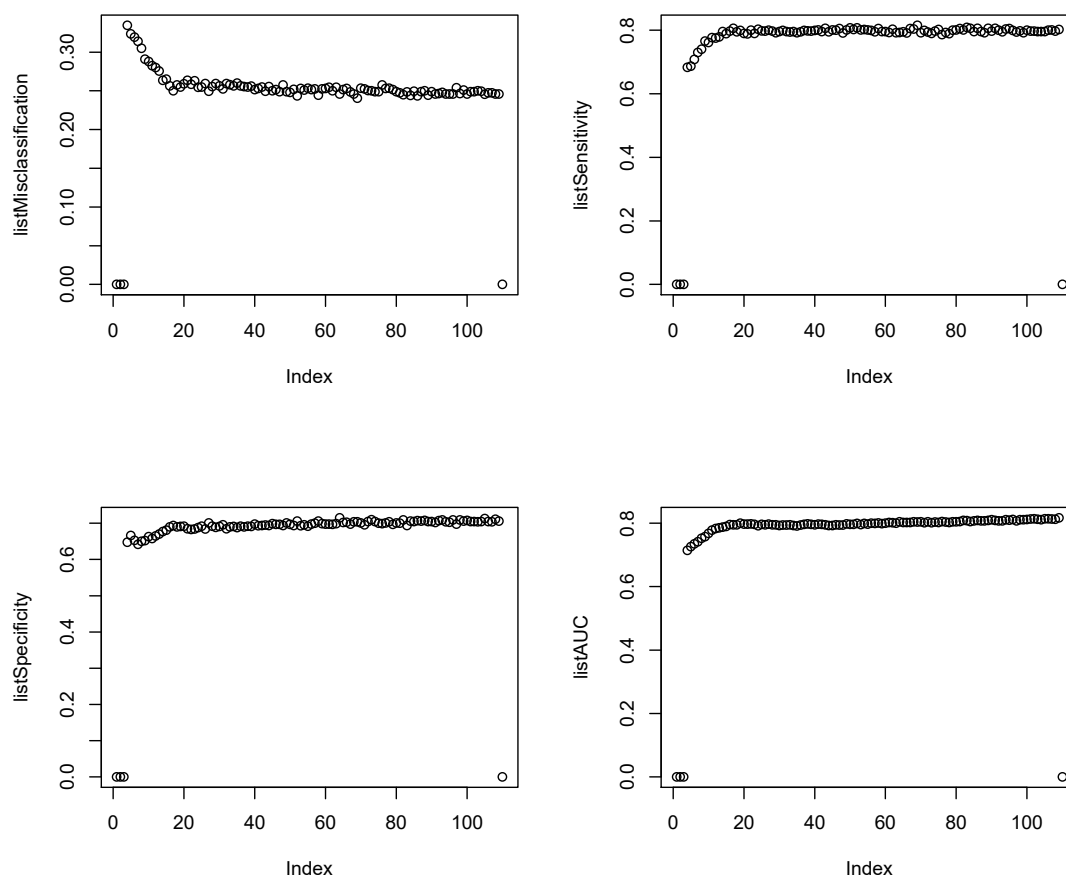 listMisclassification
0.00 0.10 0.20 0.30
0 20 40 60 80 100
Index
listSensitivity
0.0 0.2 0.4 0.6 0.8
0 20 40 60 80 100
Index
listSpecificity
0.0 0.2 0.4 0.6
0 20 40 60 80 100
Index
listAUC
0.0 0.2 0.4 0.6 0.8
0 20 40 60 80 100
Index